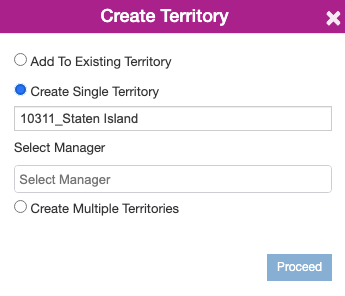 Create Territory
Add To Existing Territory
Create Single Territory
10311_Staten Island
Select Manager
Select Manager
Create Multiple Territories
Proceed